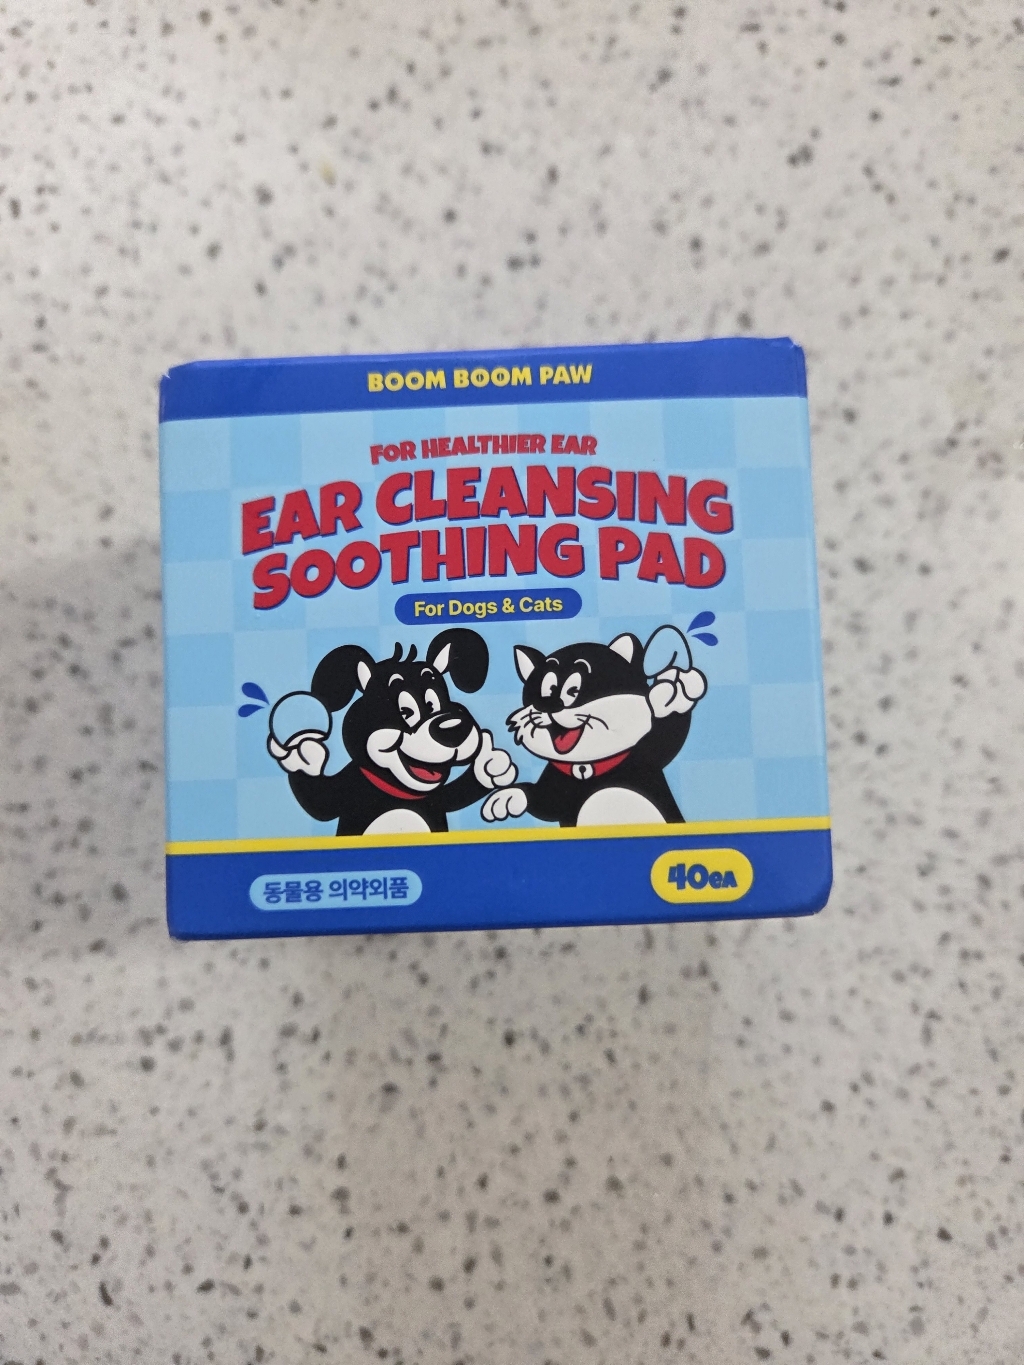 BOOM BOOM PAW
FOR HEALTHIER EAR
EAR CLEANSING
SOOTHING PAD
For Dogs & Cats
동물용 의약외품
40eA